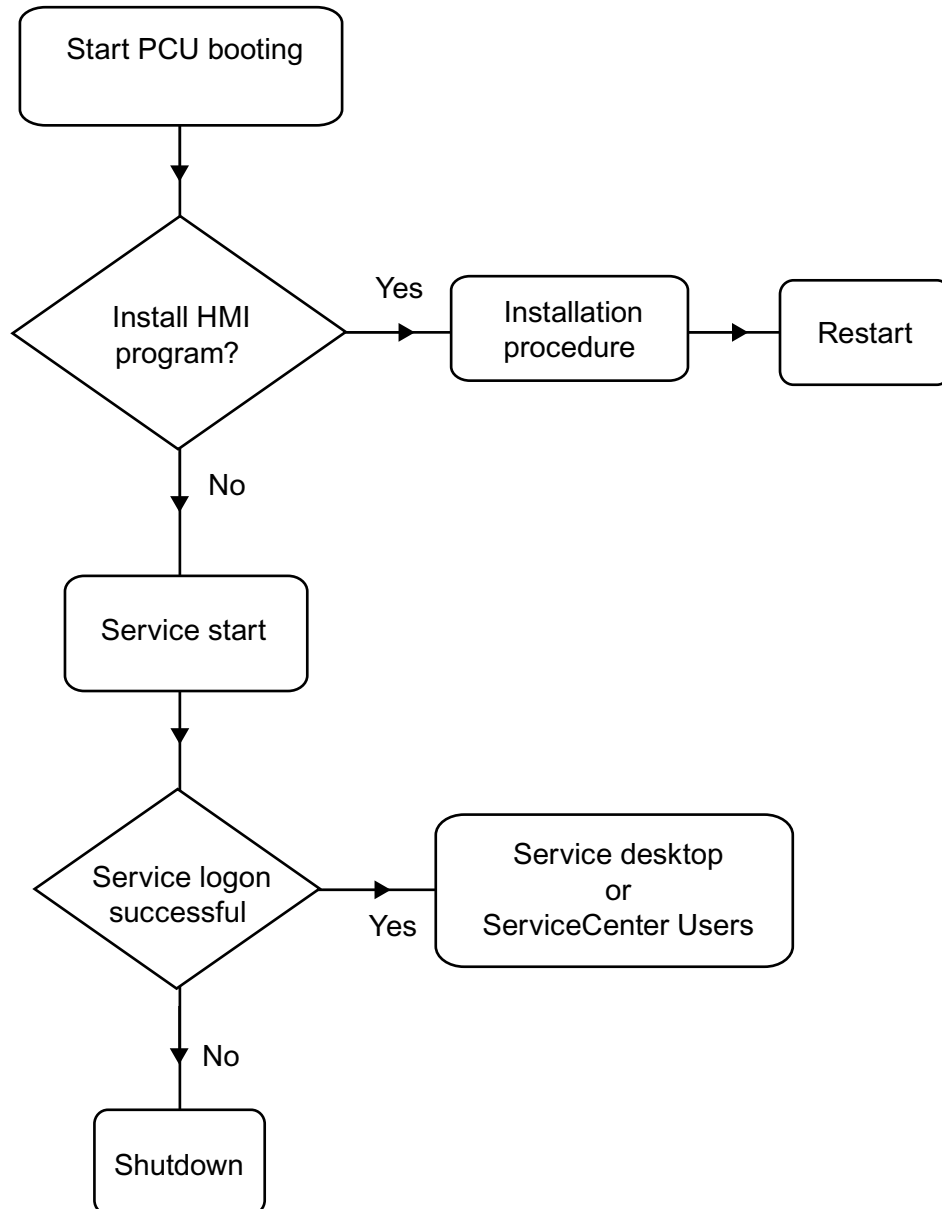 Start PCU booting
Install HMI
program?
Yes
Installation
procedure
Restart
No
Service start
Service logon
successful
Yes
Service desktop
or
ServiceCenter Users
No
Shutdown